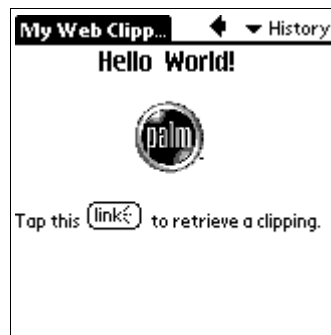 My Web Clipp... History
Hello World!
palm
Tap this link to retrieve a clipping.